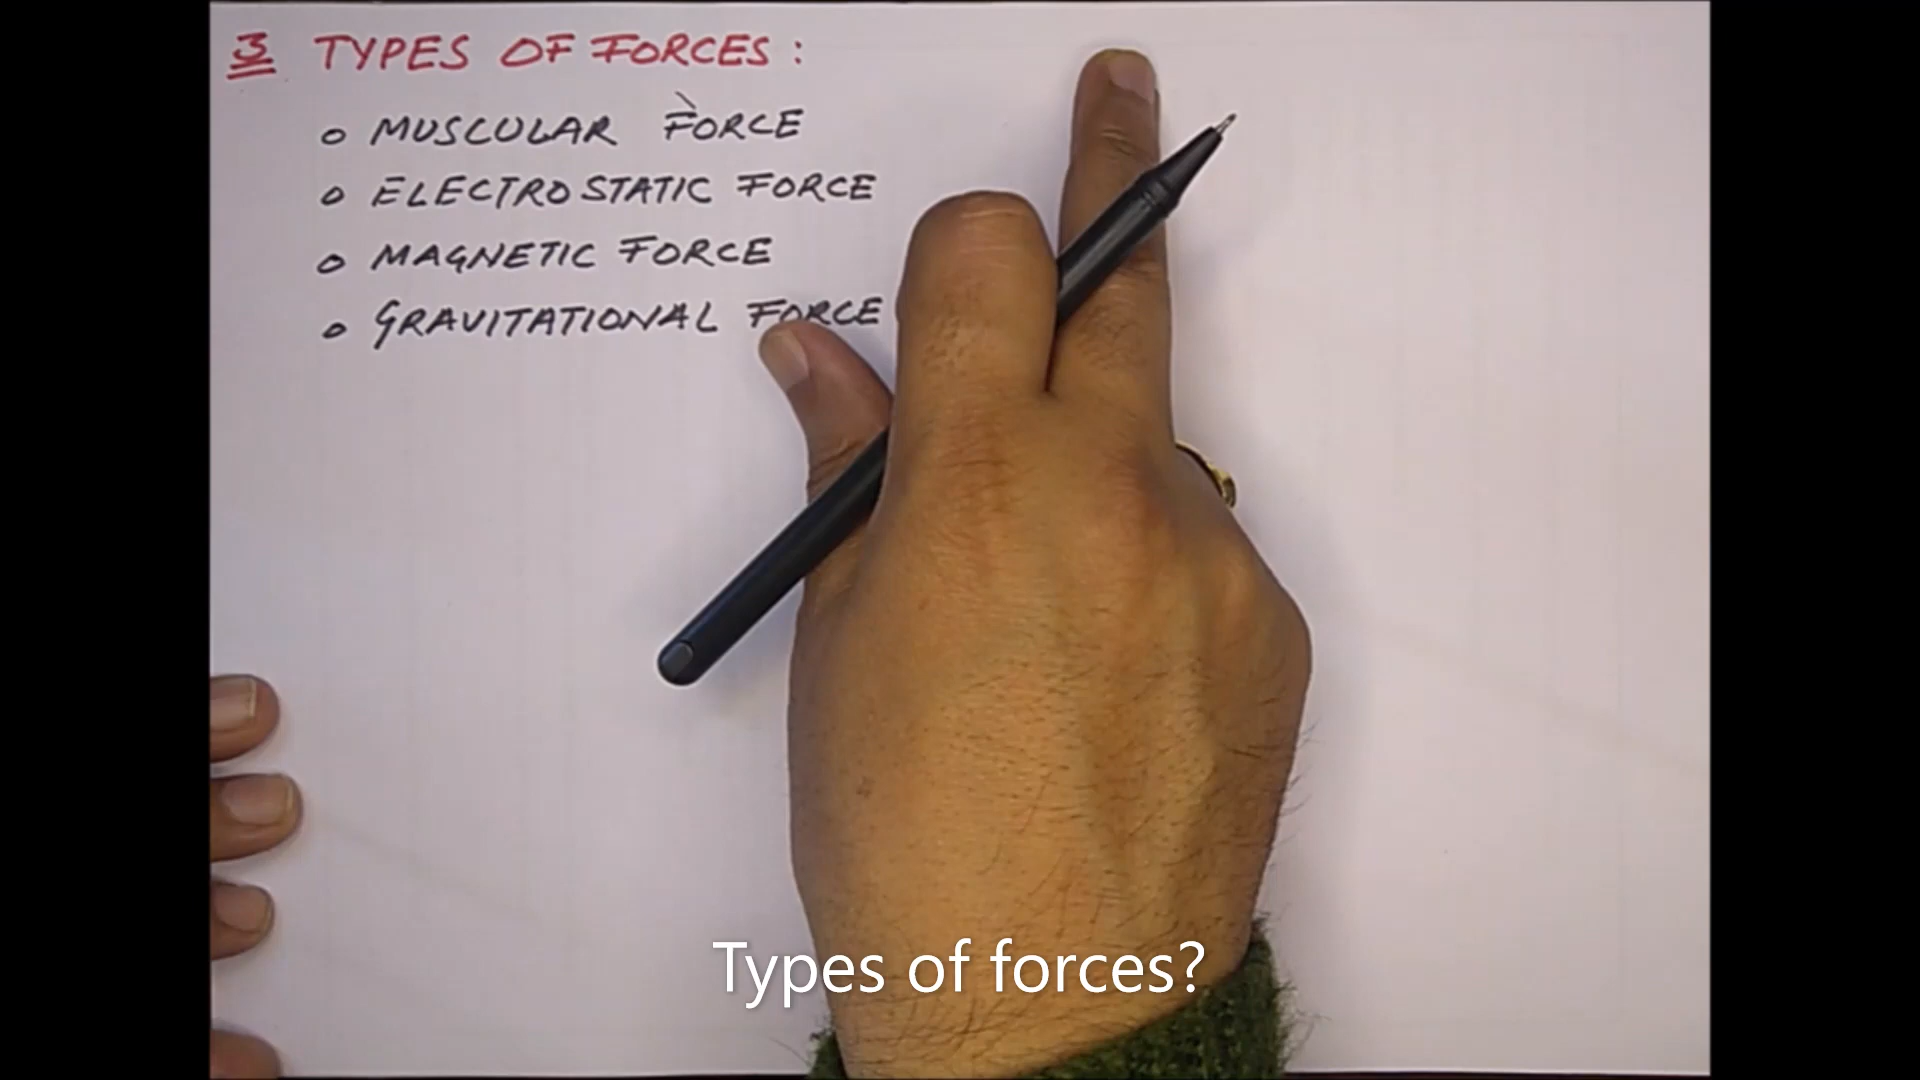 3 TYPES OF FORCES:
o MUSCULAR FORCE
o ELECTROSTATIC FORCE
o MAGNETIC FORCE
o GRAVITATIONAL FORCE
Types of forces?